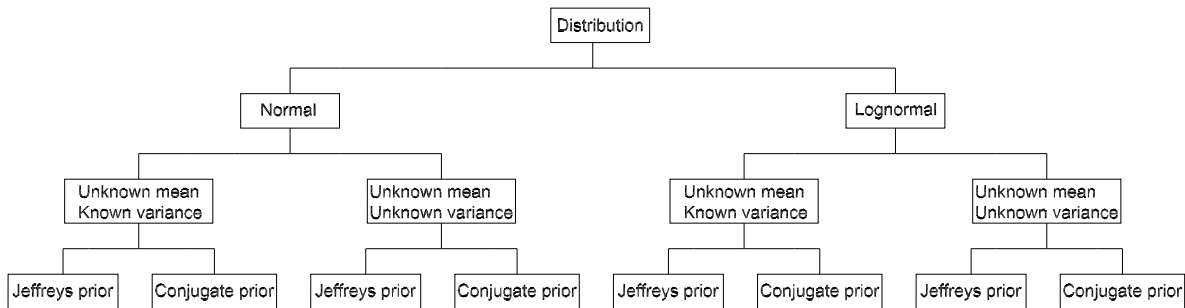 Distribution
Normal
Lognormal
Unknown mean
Known variance
Unknown mean
Unknown variance
Unknown mean
Known variance
Unknown mean
Unknown variance
Jeffreys prior
Conjugate prior
Jeffreys prior
Conjugate prior
Jeffreys prior
Conjugate prior
Jeffreys prior
Conjugate prior